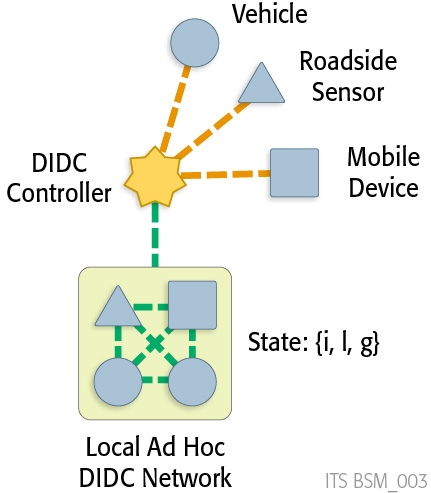 Vehicle
Roadside
Sensor
DIDC
Controller
Mobile
Device
State: {i, l, g}
Local Ad Hoc
DIDC Network
ITS BSM_003